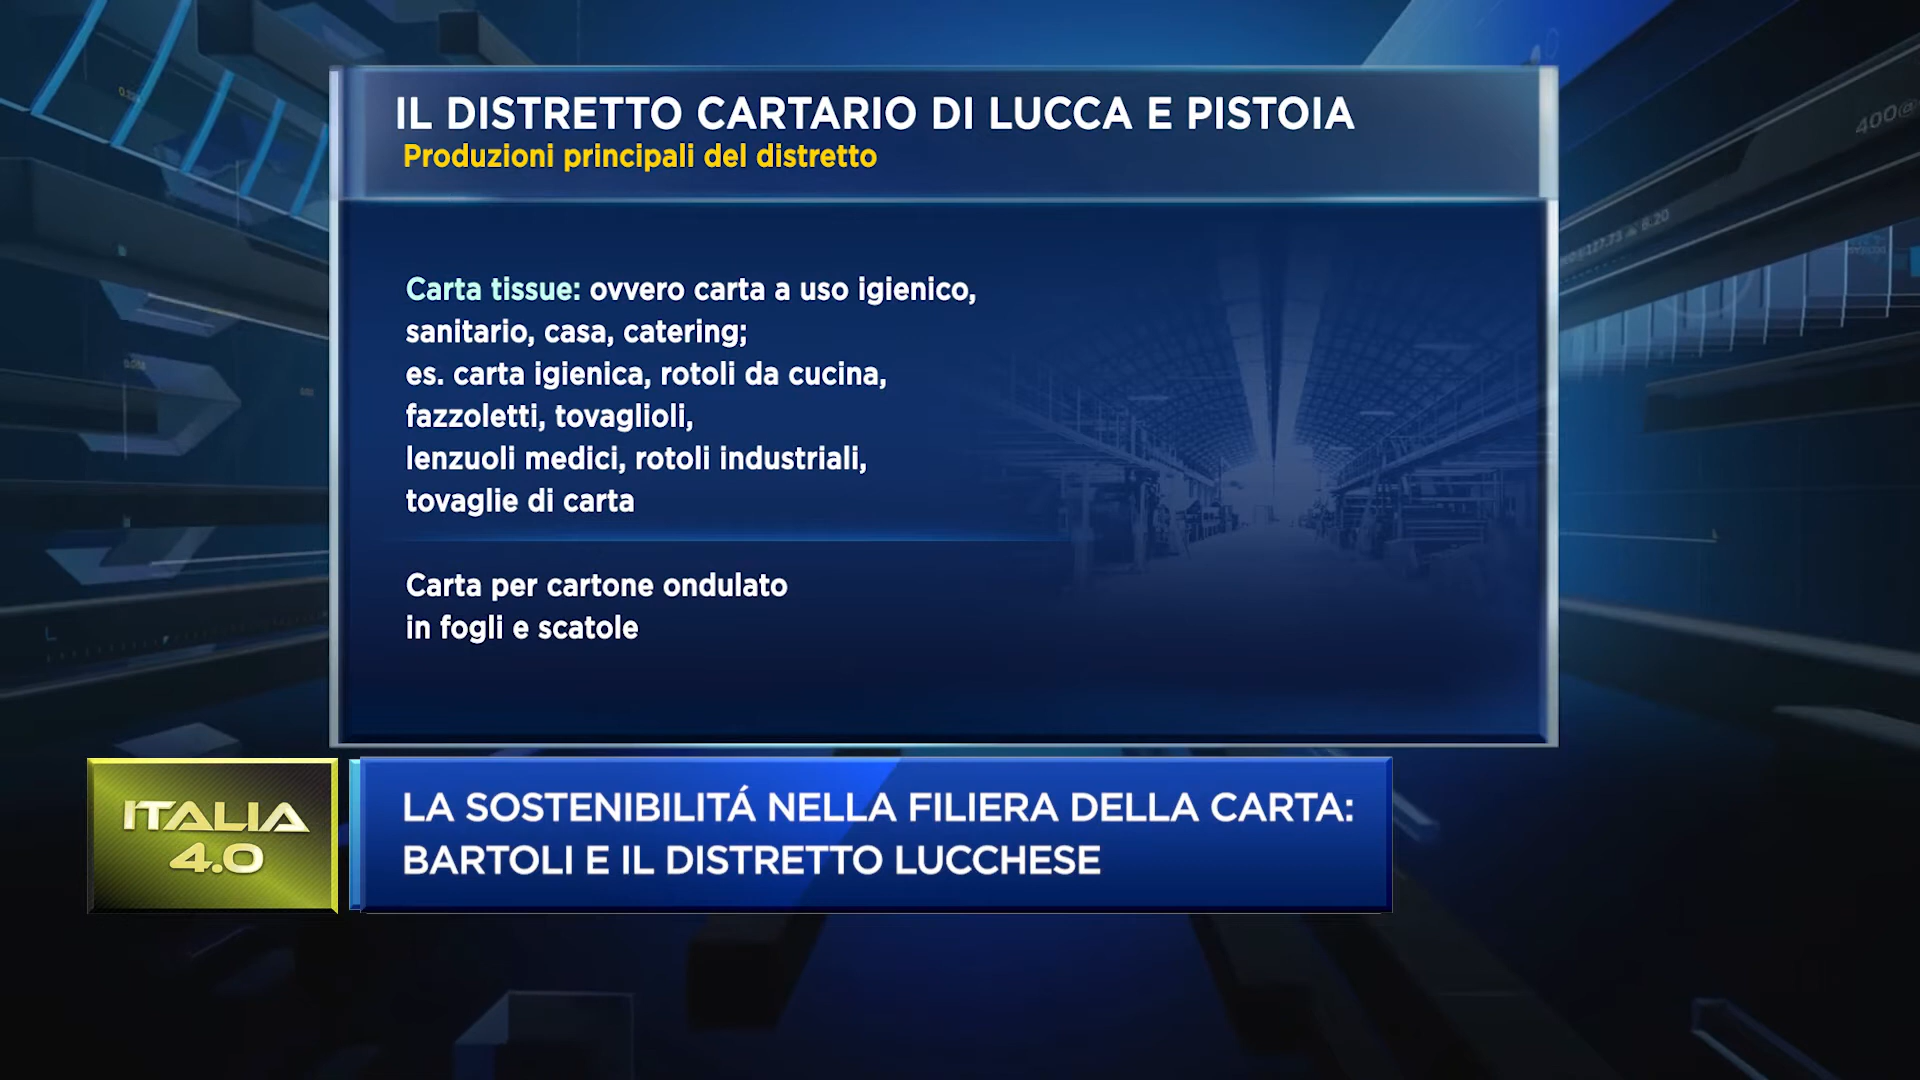 IL DISTRETTO CARTARIO DI LUCCA E PISTOIA
Produzioni principali del distretto
Carta tissue: ovvero carta a uso igienico,
sanitario, casa, catering;
es. carta igienica, rotoli da cucina,
fazzoletti, tovaglioli,
lenzuoli medici, rotoli industriali,
tovaglie di carta
Carta per cartone ondulato
in fogli e scatole
ITALIA
4.0
LA SOSTENIBILITÁ NELLA FILIERA DELLA CARTA:
BARTOLI E IL DISTRETTO LUCCHESE